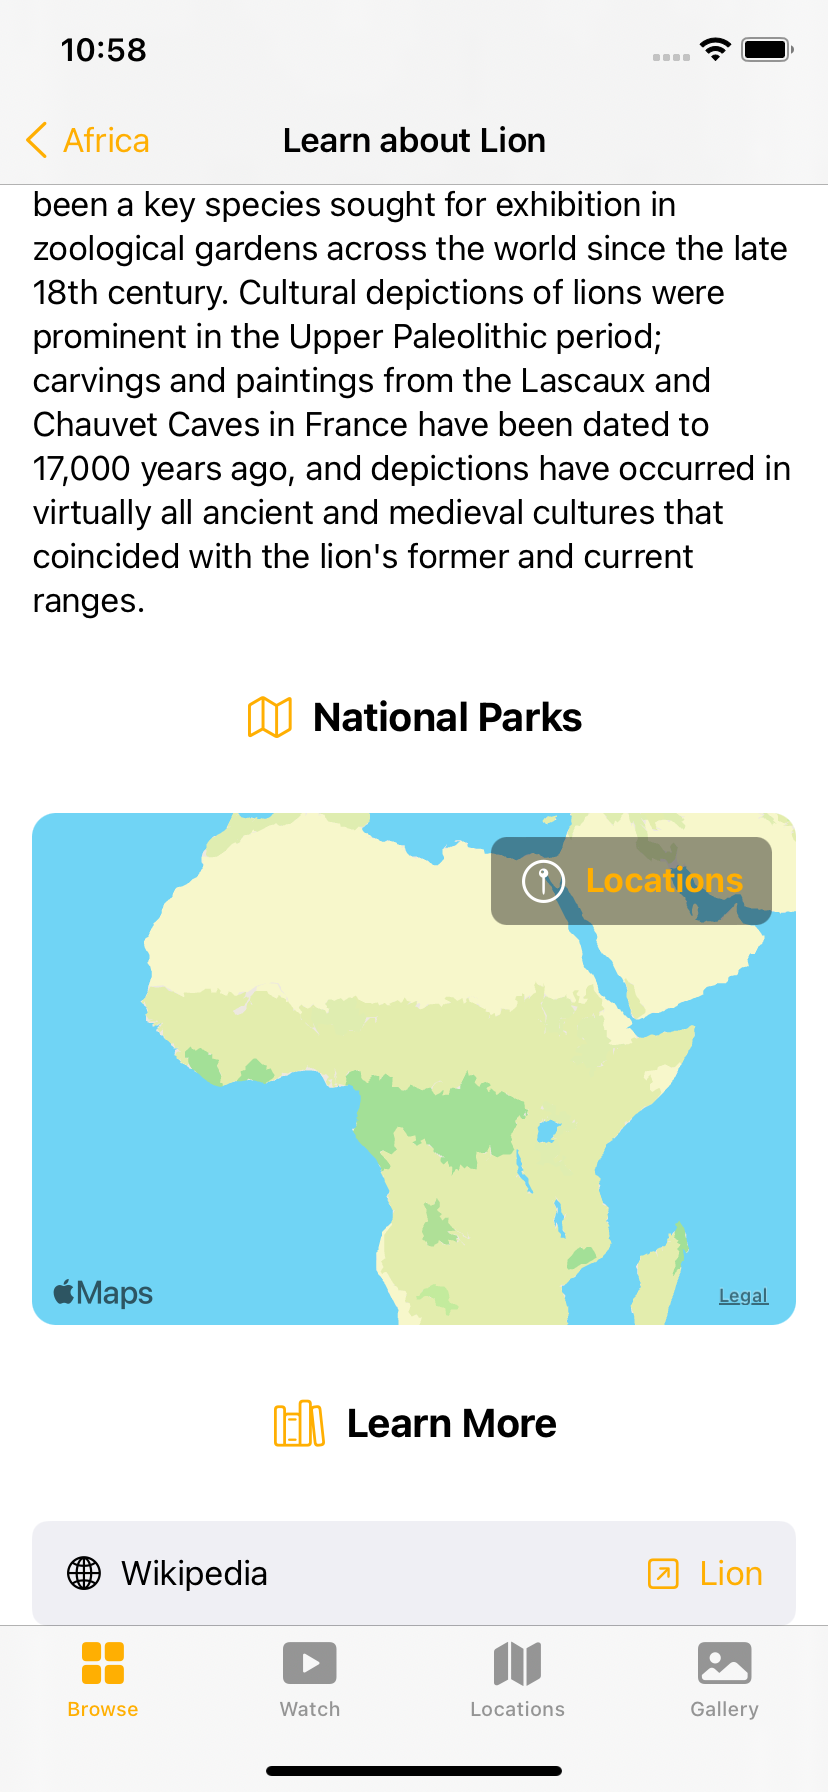 10:58
Africa
Learn about Lion
been a key species sought for exhibition in
zoological gardens across the world since the late
18th century. Cultural depictions of lions were
prominent in the Upper Paleolithic period;
carvings and paintings from the Lascaux and
Chauvet Caves in France have been dated to
17,000 years ago, and depictions have occurred in
virtually all ancient and medieval cultures that
coincided with the lion's former and current
ranges.
National Parks
Locations
Maps
Legal
Learn More
Wikipedia
Lion
Browse
Watch
Locations
Gallery